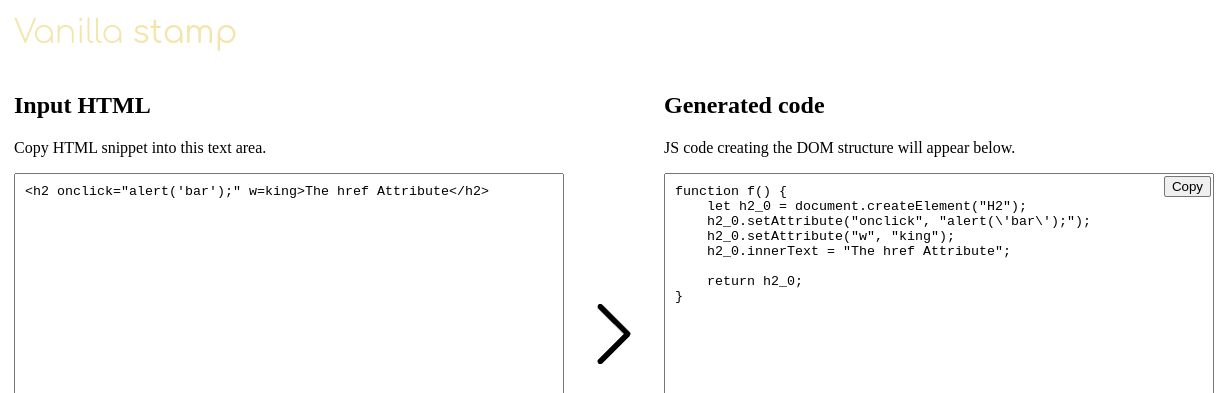 Vanilla stamp
Input HTML
Copy HTML snippet into this text area.
<h2 onclick="alert('bar');" w=king>The href Attribute</h2>
Generated code
JS code creating the DOM structure will appear below.
Copy
function f() {
    let h2_0 = document.createElement("H2");
    h2_0.setAttribute("onclick", "alert(\'bar\');");
    h2_0.setAttribute("w", "king");
    h2_0.innerText = "The href Attribute";

    return h2_0;
}